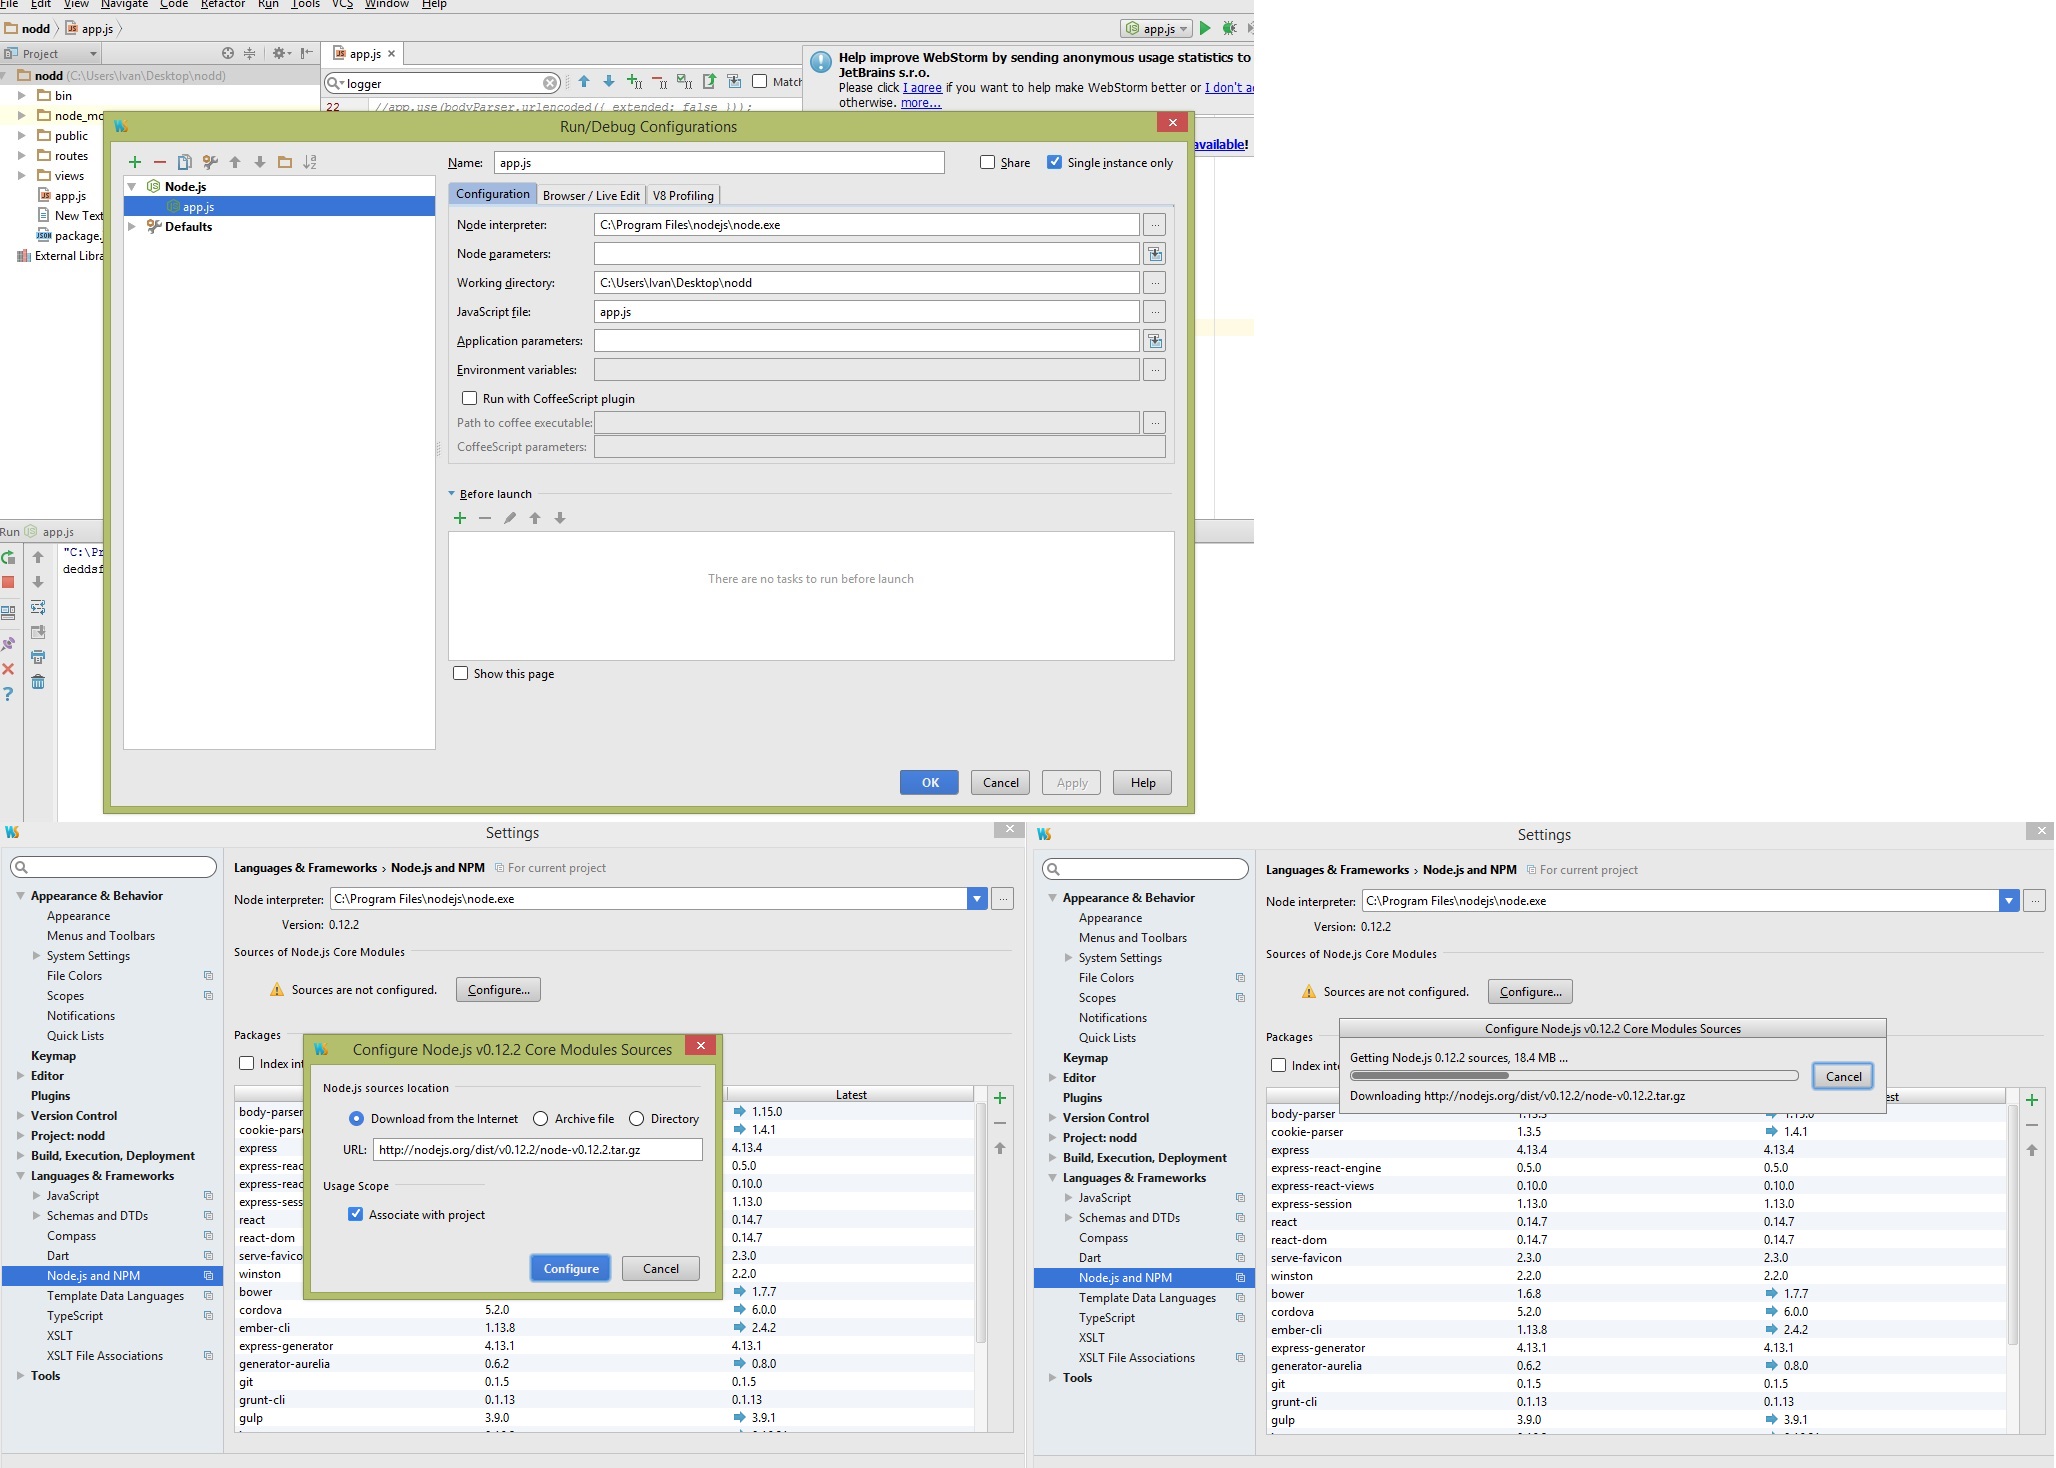 File Edit View Navigate Code Refactor Run Tools VCS Window Help
nodd app.js
app.js
Project
app.js
nodd (C:\Users\Ivan\Desktop\nodd)
bin
node_mo
public
routes
views
app.js
New Text
package.
External Libra
logger
Match
22 //app.use(bodyParser.urlencoded({ extended: false }));
Help improve WebStorm by sending anonymous usage statistics to
JetBrains s.r.o.
Please click I agree if you want to help make WebStorm better or I don't a
otherwise. more...
available!
Run/Debug Configurations
Node.js
app.js
Defaults
Name: app.js
Share
Single instance only
Configuration
Browser / Live Edit
V8 Profiling
Node interpreter: C:\Program Files\nodejs\node.exe
Node parameters:
Working directory: C:\Users\Ivan\Desktop\nodd
JavaScript file: app.js
Application parameters:
Environment variables:
Run with CoffeeScript plugin
Path to coffee executable:
CoffeeScript parameters:
Before launch
There are no tasks to run before launch
Show this page
OK Cancel Apply Help
Run app.js
"C:\Pr
deddsf
Settings
Appearance & Behavior
Appearance
Menus and Toolbars
System Settings
File Colors
Scopes
Notifications
Quick Lists
Keymap
Editor
Plugins
Version Control
Project: nodd
Build, Execution, Deployment
Languages & Frameworks
JavaScript
Schemas and DTDs
Compass
Dart
Node.js and NPM
Template Data Languages
TypeScript
XSLT
XSLT File Associations
Tools
Languages & Frameworks › Node.js and NPM For current project
Node interpreter: C:\Program Files\nodejs\node.exe
Version: 0.12.2
Sources of Node.js Core Modules
Sources are not configured. Configure...
Packages
Index int
Configure Node.js v0.12.2 Core Modules Sources
Node.js sources location
Download from the Internet Archive file Directory
URL: http://nodejs.org/dist/v0.12.2/node-v0.12.2.tar.gz
Usage Scope
Associate with project
Configure Cancel
Latest
body-parser 1.15.0
cookie-parse 1.4.1
express 4.13.4
express-reac 0.5.0
express-reac 0.10.0
express-sess 1.13.0
react 0.14.7
react-dom 0.14.7
serve-favico 2.3.0
winston 2.2.0
bower 1.7.7
cordova 5.2.0 6.0.0
ember-cli 1.13.8 2.4.2
express-generator 4.13.1 4.13.1
generator-aurelia 0.6.2 0.8.0
git 0.1.5 0.1.5
grunt-cli 0.1.13 0.1.13
gulp 3.9.0 3.9.1
Settings
Appearance & Behavior
Appearance
Menus and Toolbars
System Settings
File Colors
Scopes
Notifications
Quick Lists
Keymap
Editor
Plugins
Version Control
Project: nodd
Build, Execution, Deployment
Languages & Frameworks
JavaScript
Schemas and DTDs
Compass
Dart
Node.js and NPM
Template Data Languages
TypeScript
XSLT
XSLT File Associations
Tools
Languages & Frameworks › Node.js and NPM For current project
Node interpreter: C:\Program Files\nodejs\node.exe
Version: 0.12.2
Sources of Node.js Core Modules
Sources are not configured. Configure...
Packages
Index inte
Configure Node.js v0.12.2 Core Modules Sources
Getting Node.js 0.12.2 sources, 18.4 MB ...
Cancel
Downloading http://nodejs.org/dist/v0.12.2/node-v0.12.2.tar.gz
est
body-parser 1.13.3 1.15.0
cookie-parser 1.3.5 1.4.1
express 4.13.4 4.13.4
express-react-engine 0.5.0 0.5.0
express-react-views 0.10.0 0.10.0
express-session 1.13.0 1.13.0
react 0.14.7 0.14.7
react-dom 0.14.7 0.14.7
serve-favicon 2.3.0 2.3.0
winston 2.2.0 2.2.0
bower 1.6.8 1.7.7
cordova 5.2.0 6.0.0
ember-cli 1.13.8 2.4.2
express-generator 4.13.1 4.13.1
generator-aurelia 0.6.2 0.8.0
git 0.1.5 0.1.5
grunt-cli 0.1.13 0.1.13
gulp 3.9.0 3.9.1